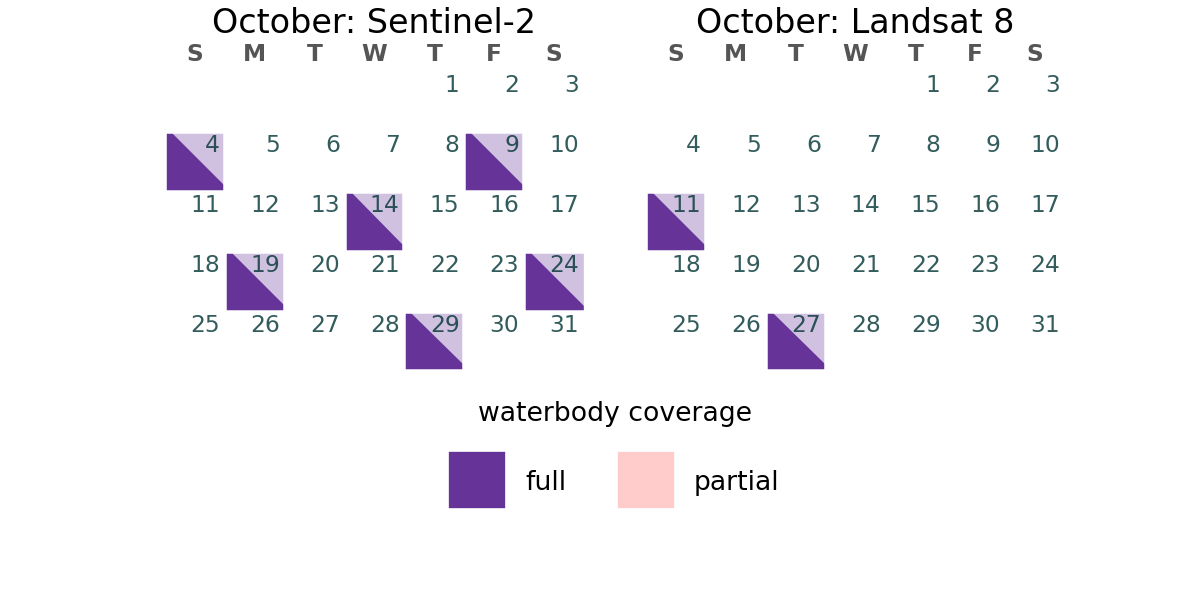 October: Sentinel-2
S M T W T F S
1 2 3
4 5 6 7 8 9 10
11 12 13 14 15 16 17
18 19 20 21 22 23 24
25 26 27 28 29 30 31
October: Landsat 8
S M T W T F S
1 2 3
4 5 6 7 8 9 10
11 12 13 14 15 16 17
18 19 20 21 22 23 24
25 26 27 28 29 30 31
waterbody coverage
full
partial